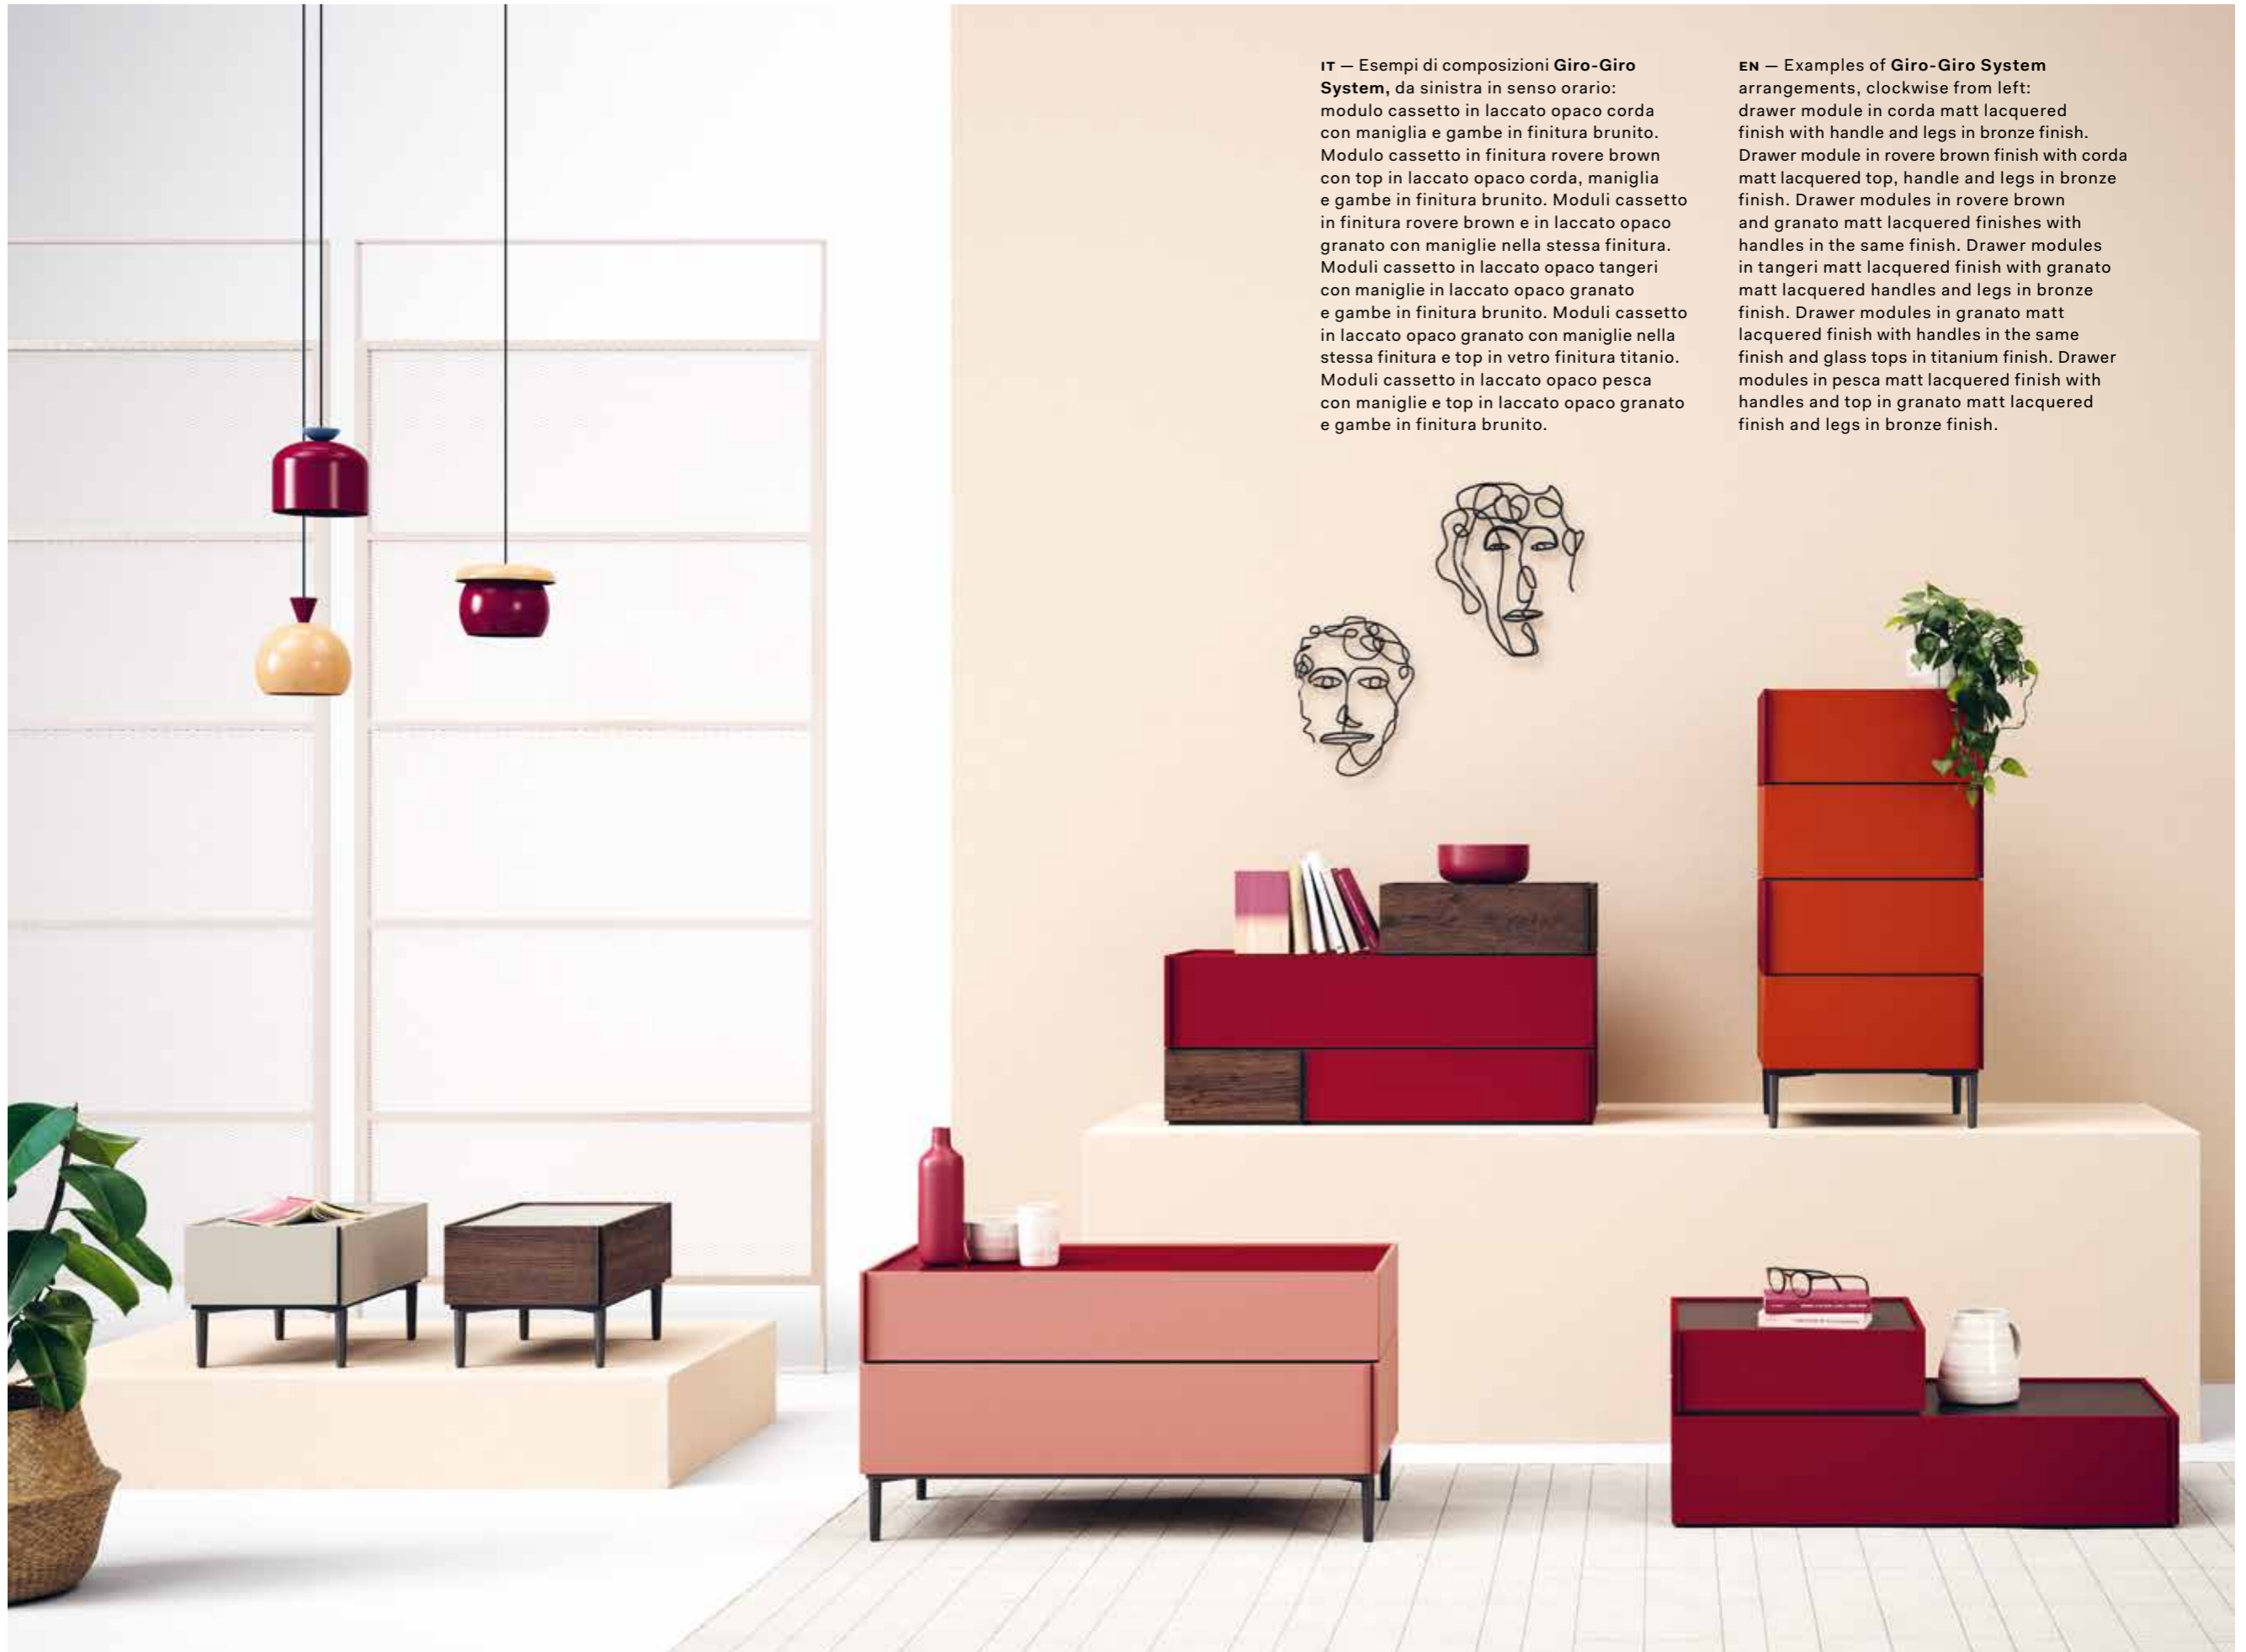 IT — Esempi di composizioni Giro-Giro
System, da sinistra in senso orario:
modulo cassetto in laccato opaco corda
con maniglia e gambe in finitura brunito.
Modulo cassetto in finitura rovere brown
con top in laccato opaco corda, maniglia
e gambe in finitura brunito. Moduli cassetto
in finitura rovere brown e in laccato opaco
granato con maniglie nella stessa finitura.
Moduli cassetto in laccato opaco tangeri
con maniglie in laccato opaco granato
e gambe in finitura brunito. Moduli cassetto
in laccato opaco granato con maniglie nella
stessa finitura e top in vetro finitura titanio.
Moduli cassetto in laccato opaco pesca
con maniglie e top in laccato opaco granato
e gambe in finitura brunito.
EN — Examples of Giro-Giro System
arrangements, clockwise from left:
drawer module in corda matt lacquered
finish with handle and legs in bronze finish.
Drawer module in rovere brown finish with corda
matt lacquered top, handle and legs in bronze
finish. Drawer modules in rovere brown
and granato matt lacquered finishes with
handles in the same finish. Drawer modules
in tangeri matt lacquered finish with granato
matt lacquered handles and legs in bronze
finish. Drawer modules in granato matt
lacquered finish with handles in the same
finish and glass tops in titanium finish. Drawer
modules in pesca matt lacquered finish with
handles and top in granato matt lacquered
finish and legs in bronze finish.